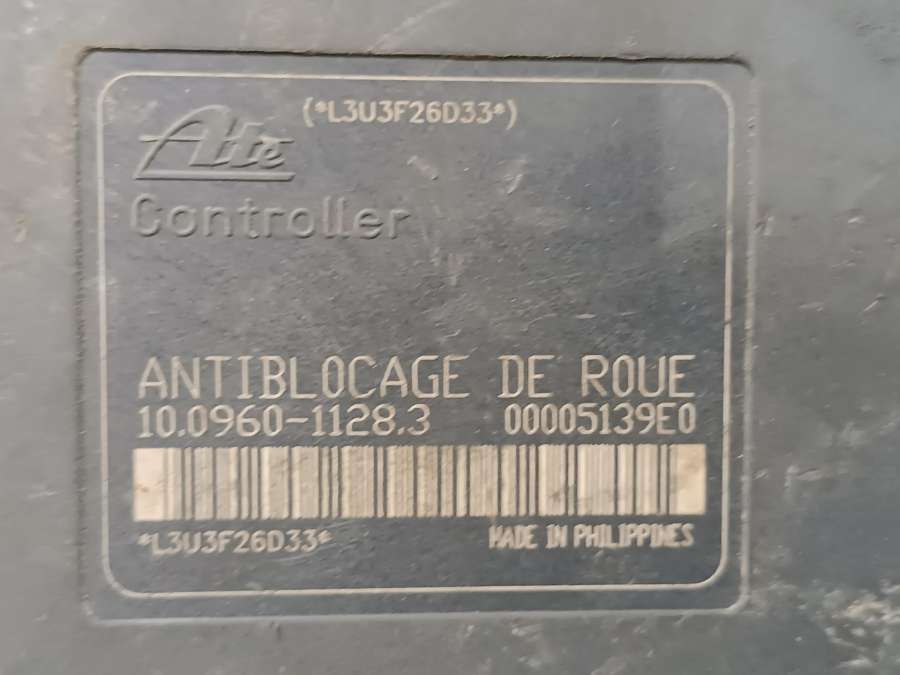 (*L3U3F26D33*)
Ate
Controller
ANTIBLOCAGE DE ROUE
10.0960-1128.3 00005139E0
*L3U3F26D33* MADE IN PHILIPPINES